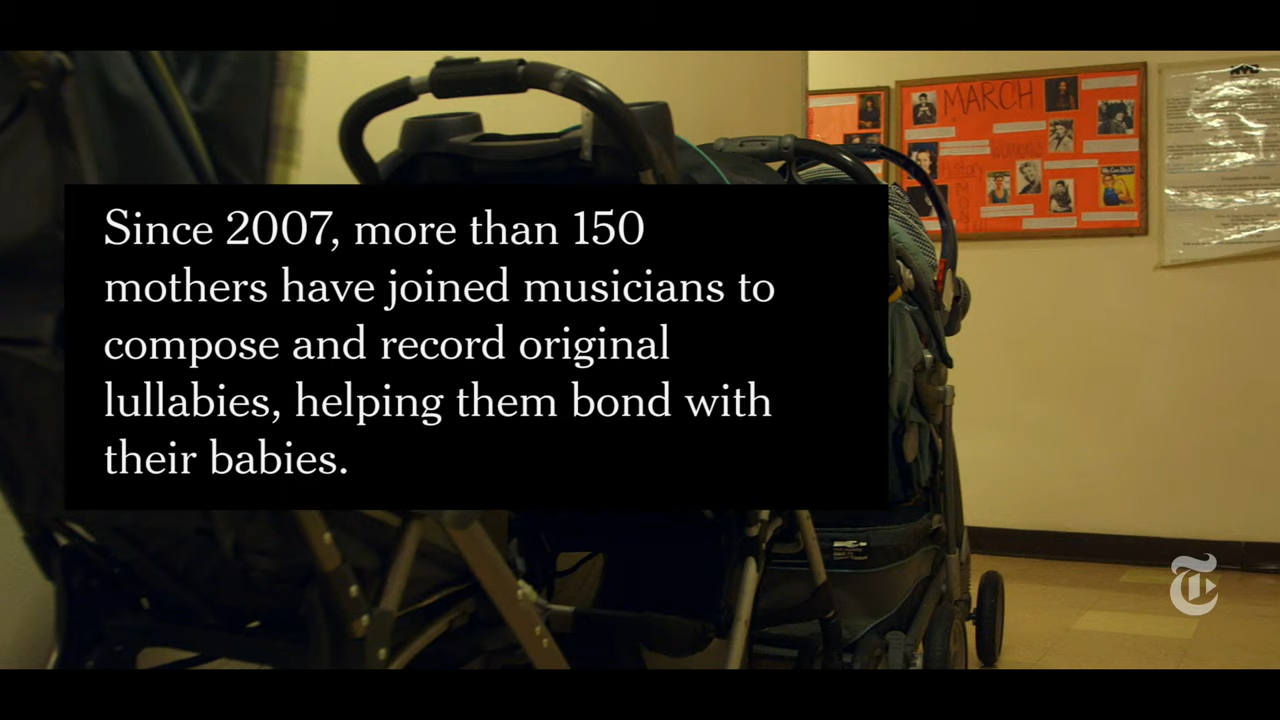 MARCH
Since 2007, more than 150
mothers have joined musicians to
compose and record original
lullabies, helping them bond with
their babies.